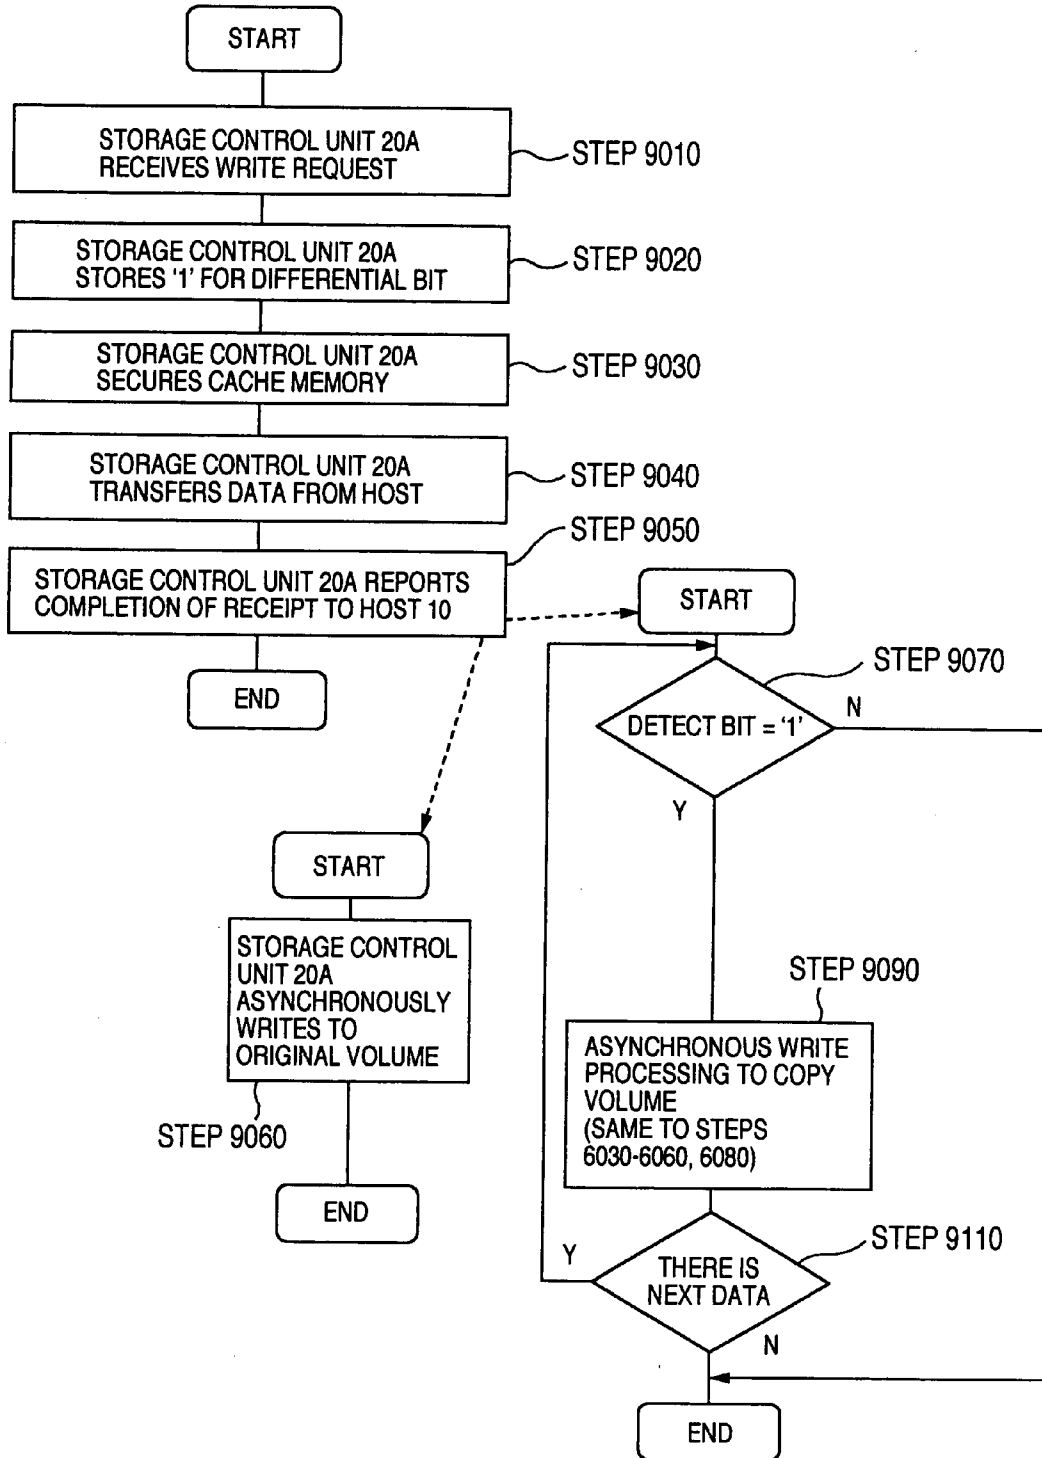 START
STORAGE CONTROL UNIT 20A
RECEIVES WRITE REQUEST
STEP 9010
STORAGE CONTROL UNIT 20A
STORES '1' FOR DIFFERENTIAL BIT
STEP 9020
STORAGE CONTROL UNIT 20A
SECURES CACHE MEMORY
STEP 9030
STORAGE CONTROL UNIT 20A
TRANSFERS DATA FROM HOST
STEP 9040
STEP 9050
STORAGE CONTROL UNIT 20A REPORTS
COMPLETION OF RECEIPT TO HOST 10
END
START
STORAGE CONTROL
UNIT 20A
ASYNCHRONOUSLY
WRITES TO
ORIGINAL VOLUME
STEP 9060
END
START
STEP 9070
DETECT BIT = '1'
N
Y
STEP 9090
ASYNCHRONOUS WRITE
PROCESSING TO COPY
VOLUME
(SAME TO STEPS
6030-6060, 6080)
STEP 9110
Y
THERE IS
NEXT DATA
N
END